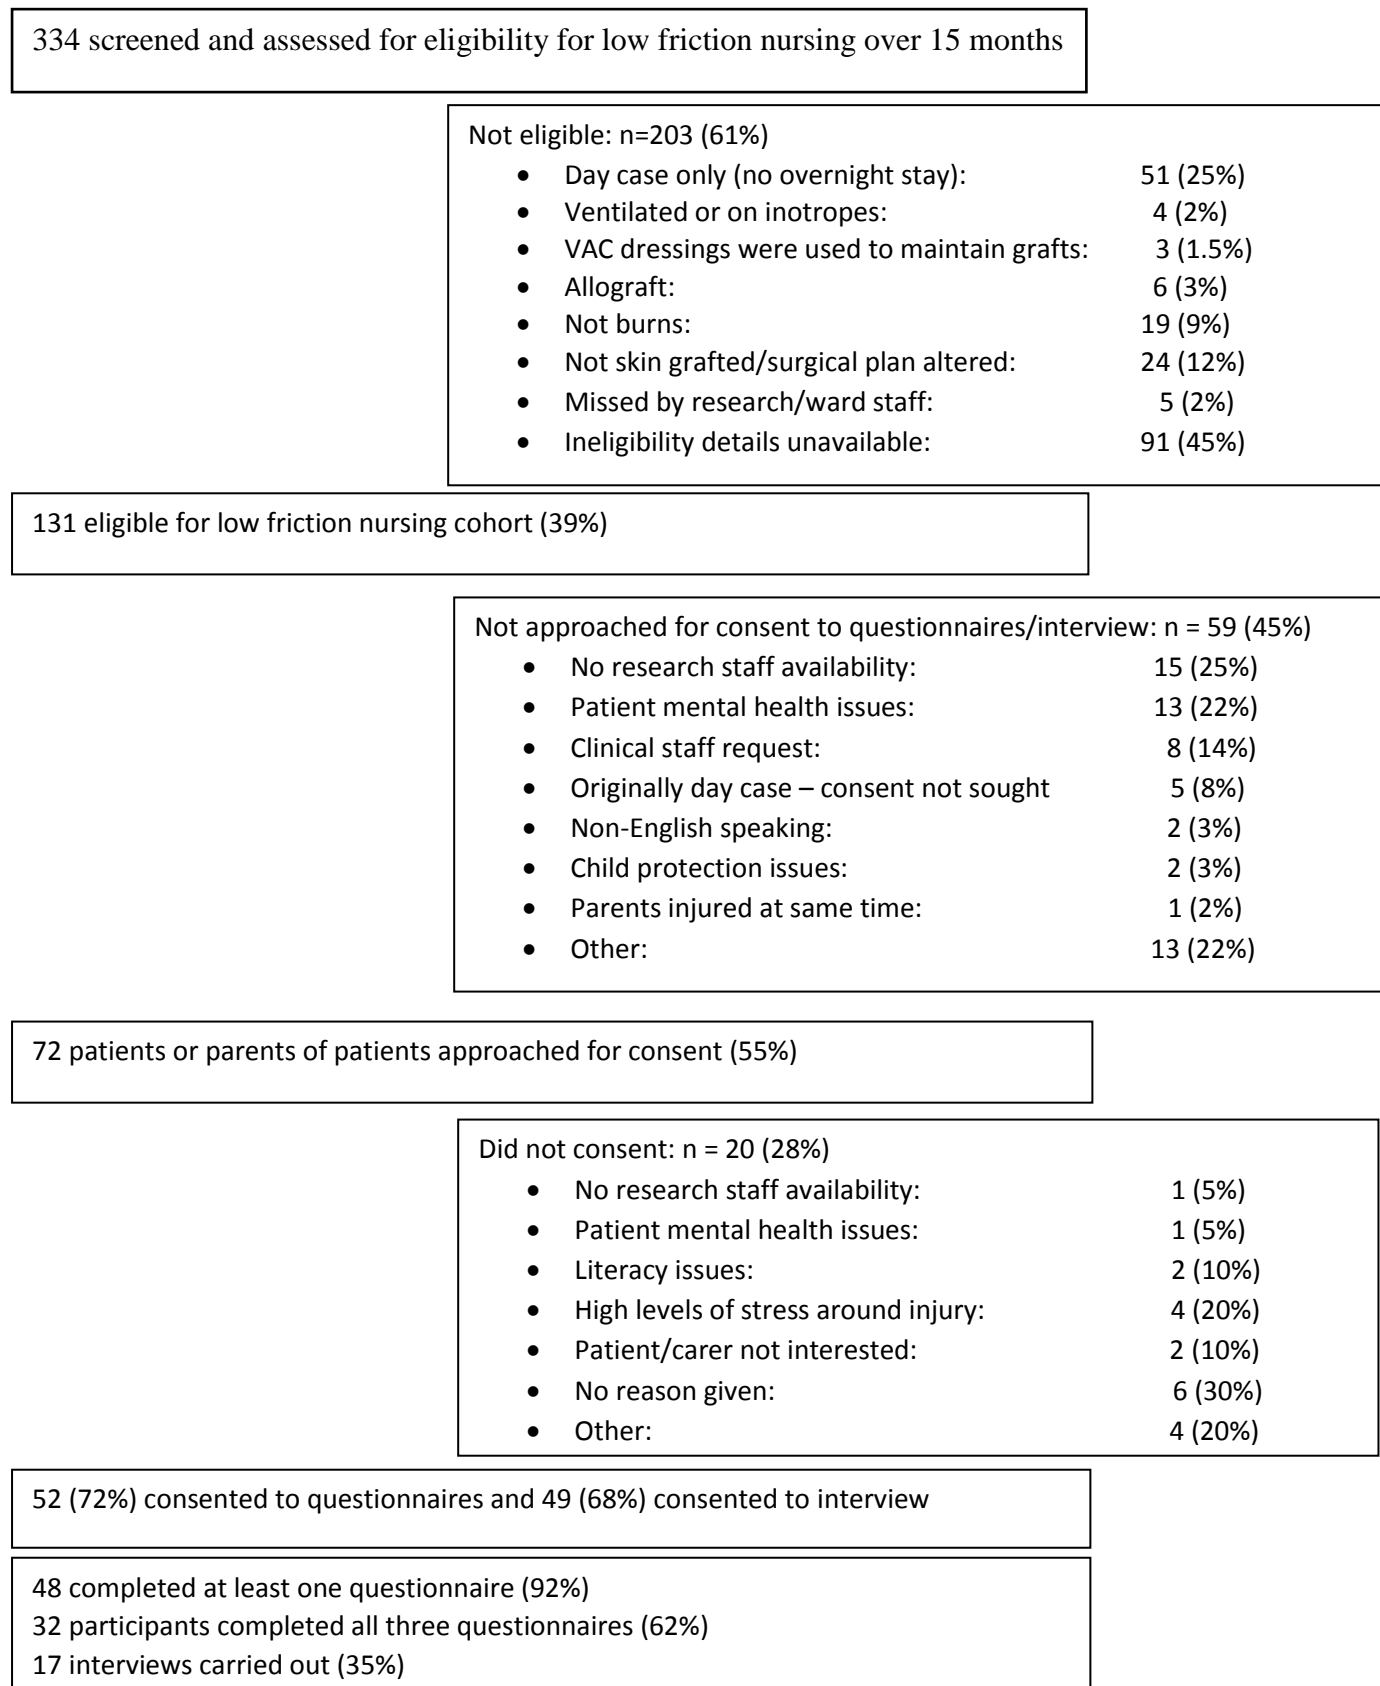 334 screened and assessed for eligibility for low friction nursing over 15 months
Not eligible: n=203 (61%)
• Day case only (no overnight stay): 51 (25%)
• Ventilated or on inotropes: 4 (2%)
• VAC dressings were used to maintain grafts: 3 (1.5%)
• Allograft: 6 (3%)
• Not burns: 19 (9%)
• Not skin grafted/surgical plan altered: 24 (12%)
• Missed by research/ward staff: 5 (2%)
• Ineligibility details unavailable: 91 (45%)
131 eligible for low friction nursing cohort (39%)
Not approached for consent to questionnaires/interview: n = 59 (45%)
• No research staff availability: 15 (25%)
• Patient mental health issues: 13 (22%)
• Clinical staff request: 8 (14%)
• Originally day case – consent not sought 5 (8%)
• Non-English speaking: 2 (3%)
• Child protection issues: 2 (3%)
• Parents injured at same time: 1 (2%)
• Other: 13 (22%)
72 patients or parents of patients approached for consent (55%)
Did not consent: n = 20 (28%)
• No research staff availability: 1 (5%)
• Patient mental health issues: 1 (5%)
• Literacy issues: 2 (10%)
• High levels of stress around injury: 4 (20%)
• Patient/carer not interested: 2 (10%)
• No reason given: 6 (30%)
• Other: 4 (20%)
52 (72%) consented to questionnaires and 49 (68%) consented to interview
48 completed at least one questionnaire (92%)
32 participants completed all three questionnaires (62%)
17 interviews carried out (35%)